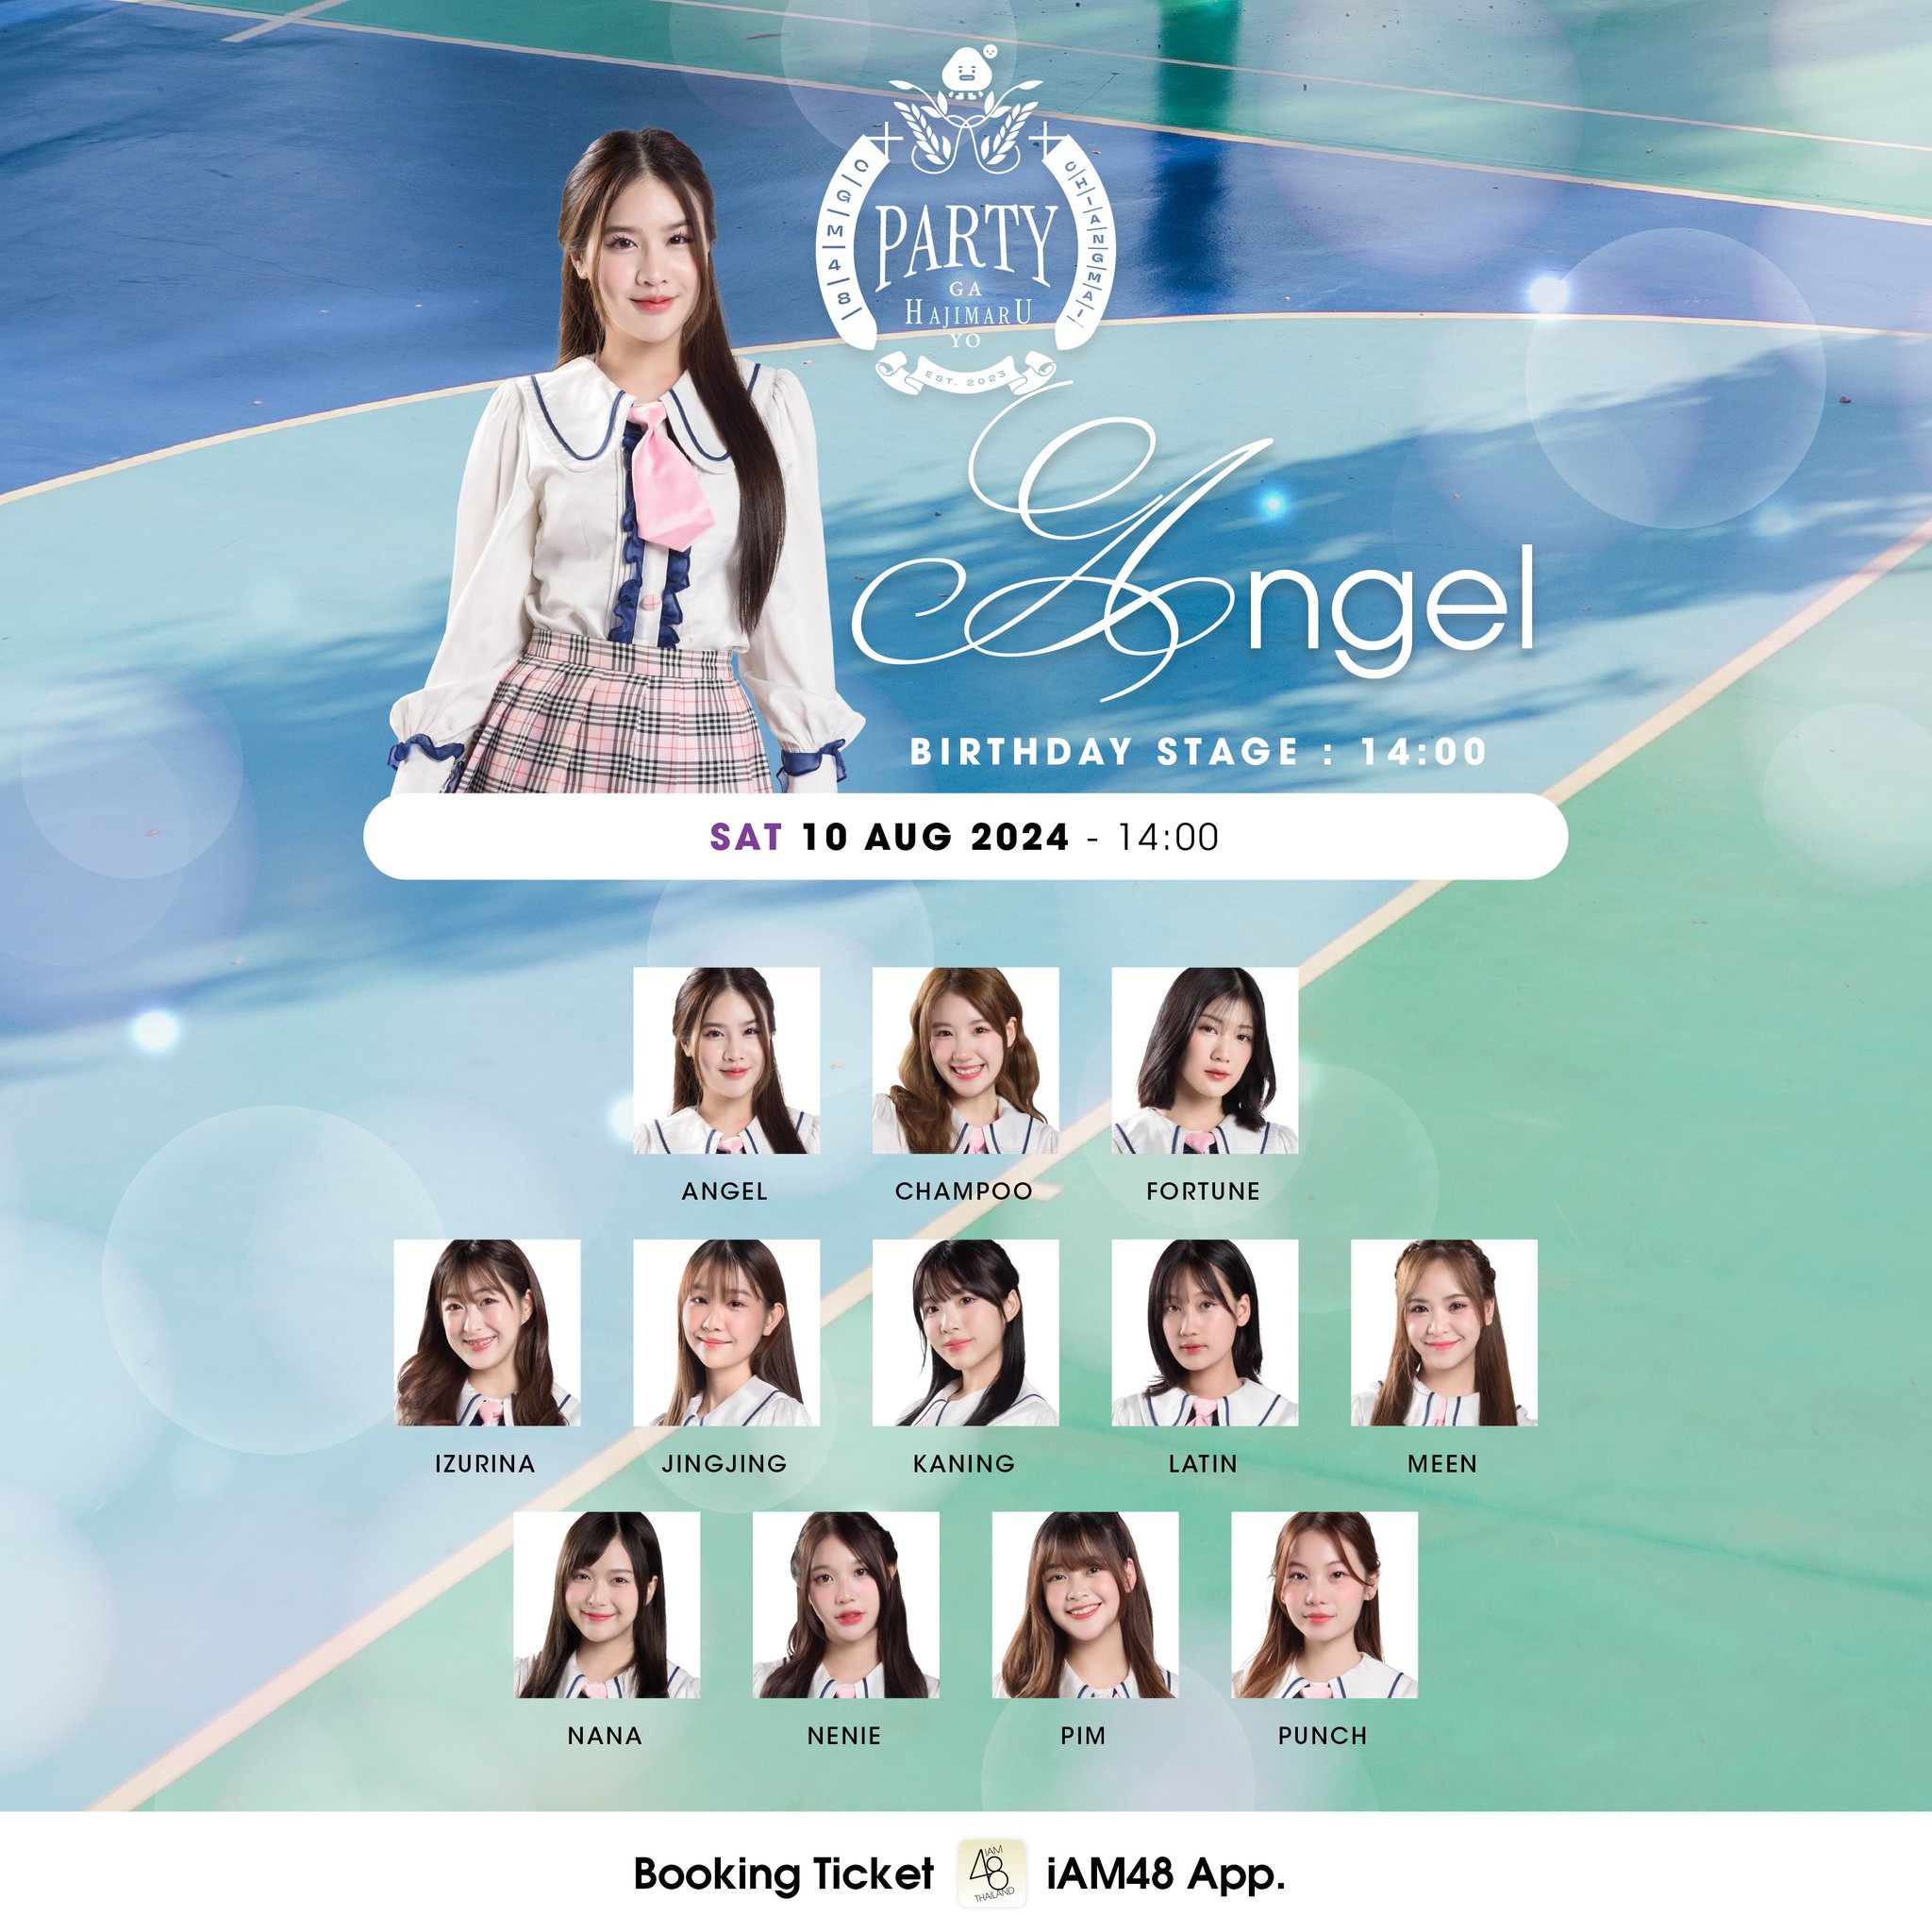 CGM48
CHIANGMAI
PARTY
GA
HAJIMARU
YO
EST. 2023
Angel
BIRTHDAY STAGE : 14:00
SAT 10 AUG 2024 - 14:00
ANGEL CHAMPOO FORTUNE
IZURINA JINGJING KANING LATIN MEEN
NANA NENIE PIM PUNCH
Booking Ticket iAM 48 THAILAND iAM48 App.